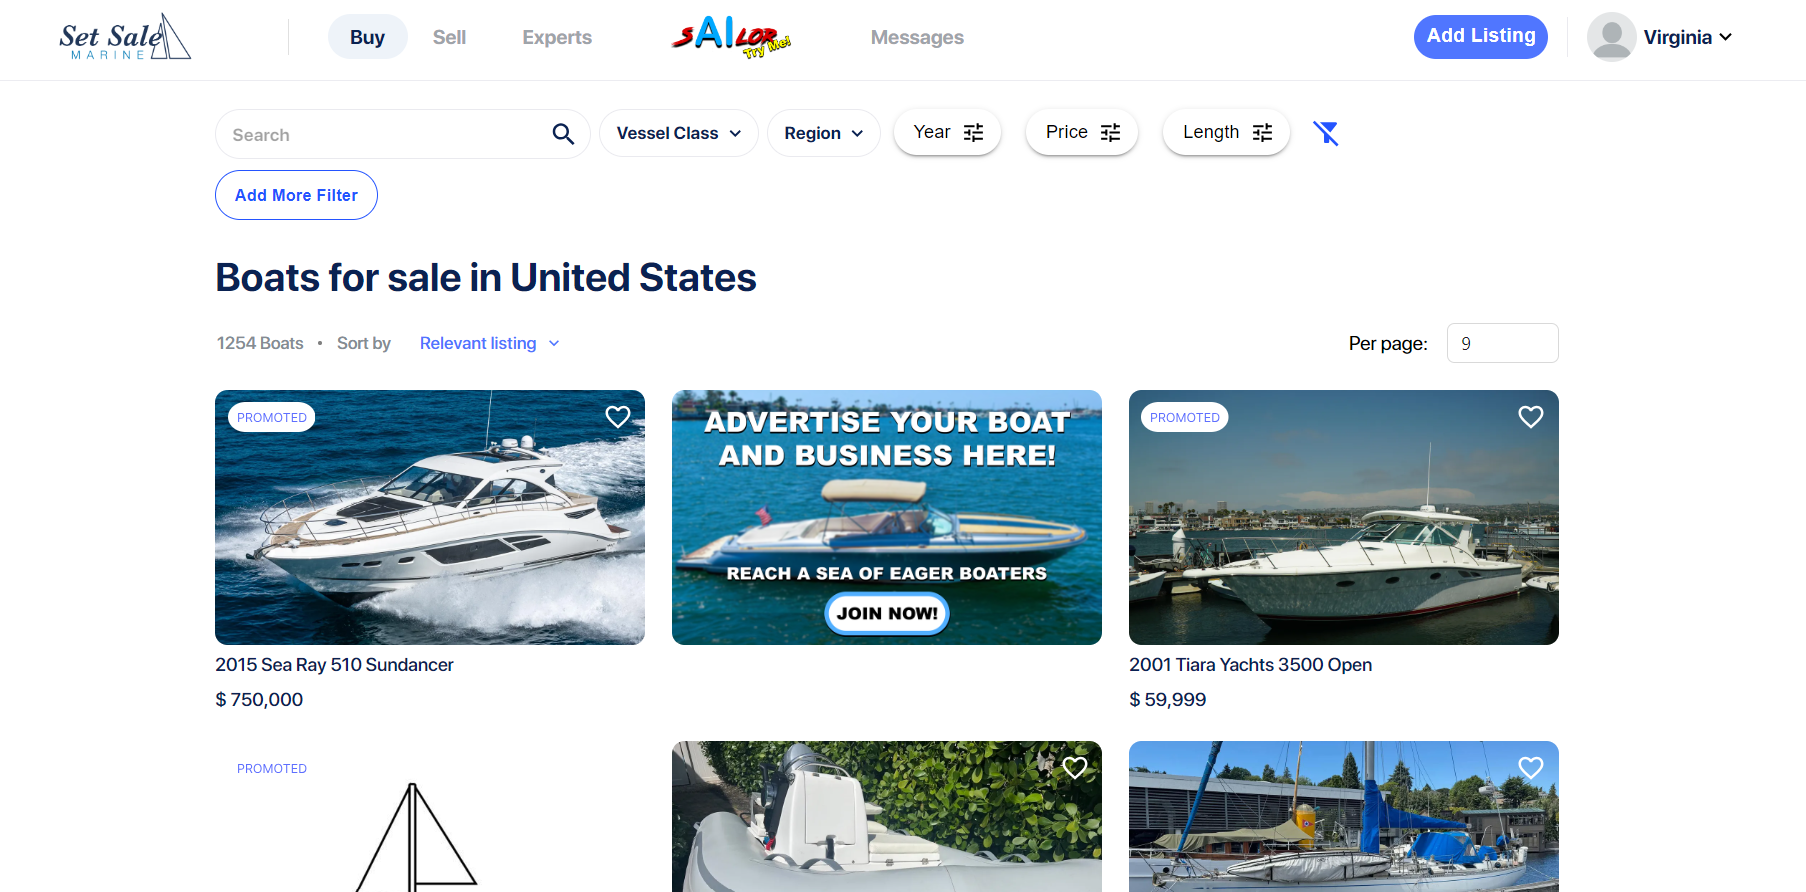 Set Sale
MARINE
Buy
Sell
Experts
sAILOR
Try Me!
Messages
Add Listing
Virginia
Search
Vessel Class
Region
Year
Price
Length
Add More Filter
Boats for sale in United States
1254 Boats • Sort by Relevant listing
Per page: 9
PROMOTED
ADVERTISE YOUR BOAT
AND BUSINESS HERE!
REACH A SEA OF EAGER BOATERS
JOIN NOW!
PROMOTED
2015 Sea Ray 510 Sundancer
$ 750,000
2001 Tiara Yachts 3500 Open
$ 59,999
PROMOTED